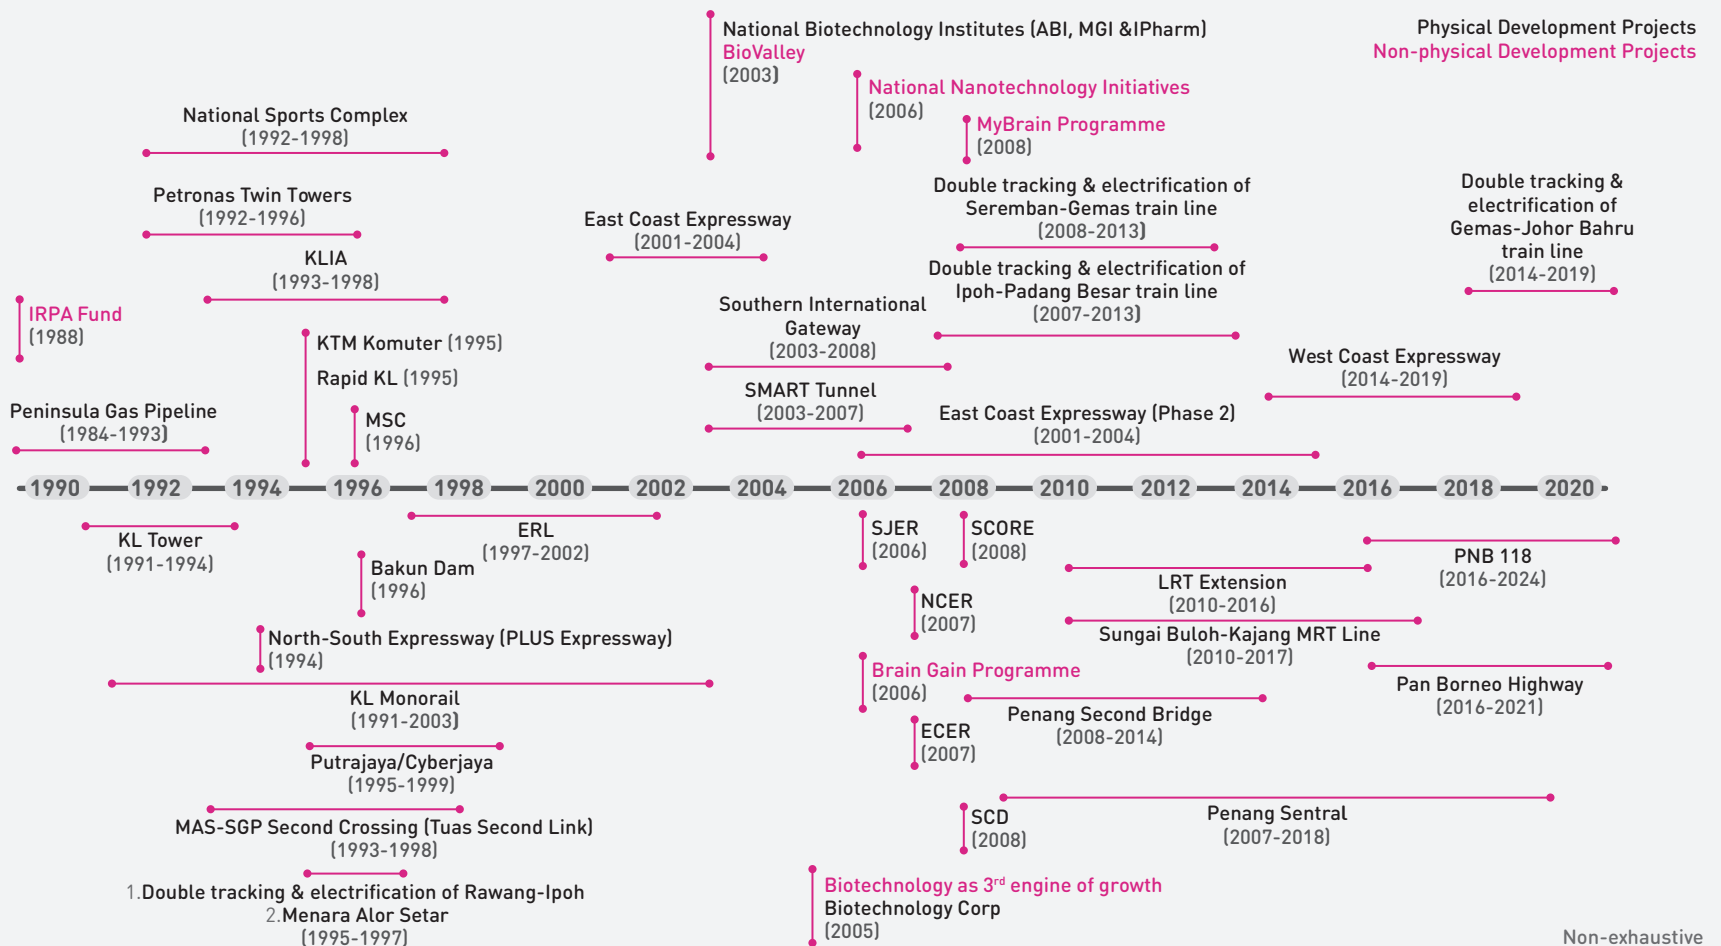 National Biotechnology Institutes (ABI, MGI &IPharm)
BioValley
(2003)
Physical Development Projects
Non-physical Development Projects
National Nanotechnology Initiatives
(2006)
MyBrain Programme
(2008)
National Sports Complex
(1992-1998)
Petronas Twin Towers
(1992-1996)
KLIA
(1993-1998)
IRPA Fund
(1988)
KTM Komuter (1995)
Rapid KL (1995)
MSC
(1996)
Peninsula Gas Pipeline
(1984-1993)
East Coast Expressway
(2001-2004)
Southern International
Gateway
(2003-2008)
SMART Tunnel
(2003-2007)
Double tracking & electrification of
Seremban-Gemas train line
(2008-2013)
Double tracking & electrification of
Ipoh-Padang Besar train line
(2007-2013)
East Coast Expressway (Phase 2)
(2001-2004)
Double tracking &
electrification of
Gemas-Johor Bahru
train line
(2014-2019)
West Coast Expressway
(2014-2019)
1990 1992 1994 1996 1998 2000 2002 2004 2006 2008 2010 2012 2014 2016 2018 2020
KL Tower
(1991-1994)
ERL
(1997-2002)
Bakun Dam
(1996)
North-South Expressway (PLUS Expressway)
(1994)
KL Monorail
(1991-2003)
Putrajaya/Cyberjaya
(1995-1999)
MAS-SGP Second Crossing (Tuas Second Link)
(1993-1998)
1.Double tracking & electrification of Rawang-Ipoh
2.Menara Alor Setar
(1995-1997)
SJER
(2006)
SCORE
(2008)
NCER
(2007)
Brain Gain Programme
(2006)
ECER
(2007)
SCD
(2008)
Biotechnology as 3rd engine of growth
Biotechnology Corp
(2005)
LRT Extension
(2010-2016)
Sungai Buloh-Kajang MRT Line
(2010-2017)
Penang Second Bridge
(2008-2014)
Penang Sentral
(2007-2018)
PNB 118
(2016-2024)
Pan Borneo Highway
(2016-2021)
Non-exhaustive